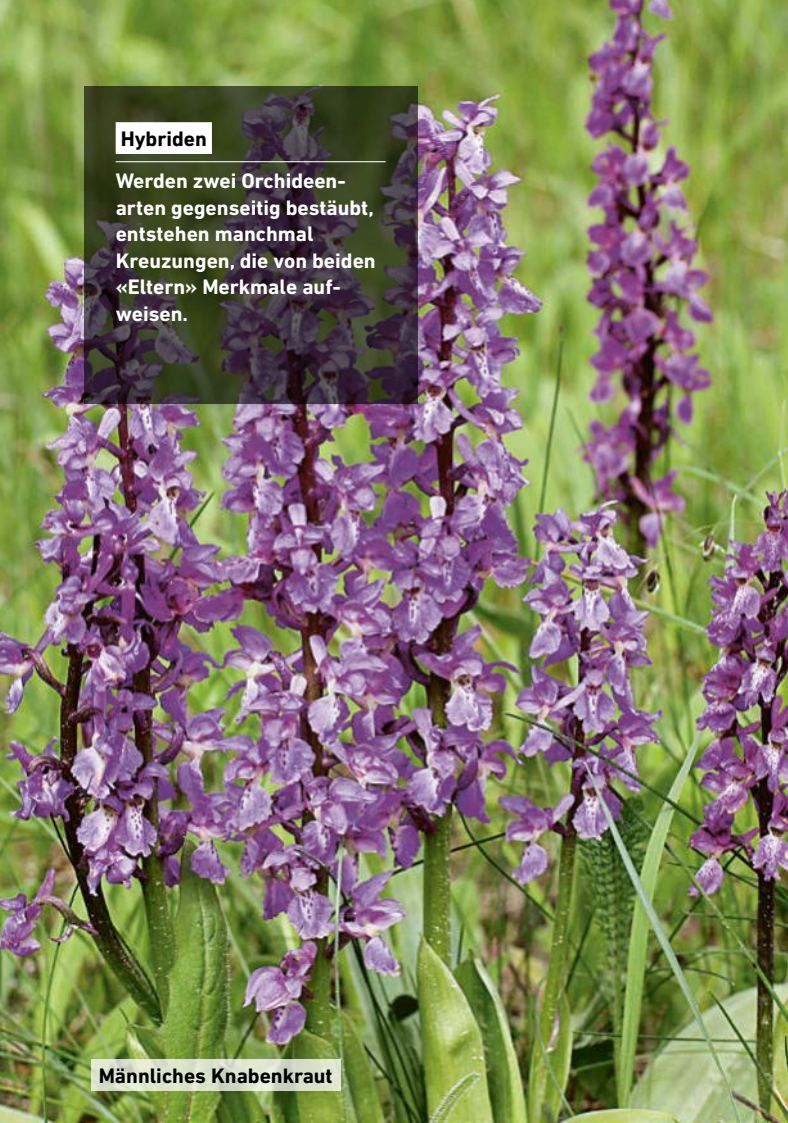 Hybriden
Werden zwei Orchideen-
arten gegenseitig bestäubt,
entstehen manchmal
Kreuzungen, die von beiden
«Eltern» Merkmale auf-
weisen.
Männliches Knabenkraut